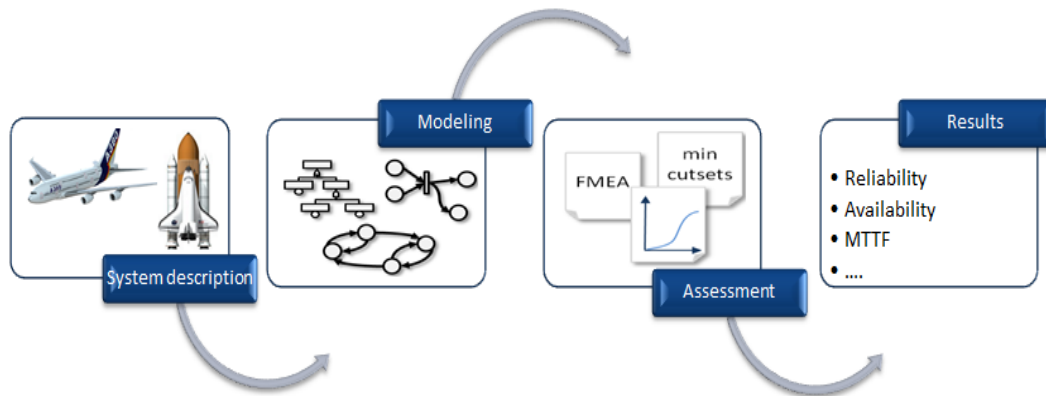 System description
Modeling
FMEA
min
cutsets
Assessment
Results
• Reliability
• Availability
• MTTF
• ....